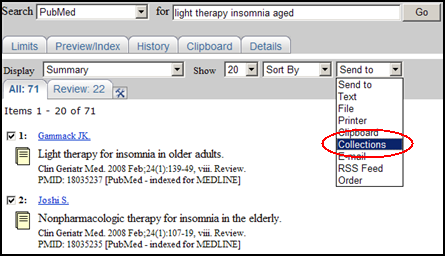 Search PubMed for light therapy insomnia aged Go
Limits Preview/Index History Clipboard Details
Display Summary Show 20 Sort By Send to
All: 71 Review: 22
Send to
Text
File
Printer
Clipboard
Collections
E-mail
RSS Feed
Order
Items 1 - 20 of 71
1: Gammack JK.
Light therapy for insomnia in older adults.
Clin Geriatr Med. 2008 Feb;24(1):139-49, viii. Review.
PMID: 18035237 [PubMed - indexed for MEDLINE]
2: Joshi S.
Nonpharmacologic therapy for insomnia in the elderly.
Clin Geriatr Med. 2008 Feb;24(1):107-19, viii. Review.
PMID: 18035235 [PubMed - indexed for MEDLINE]